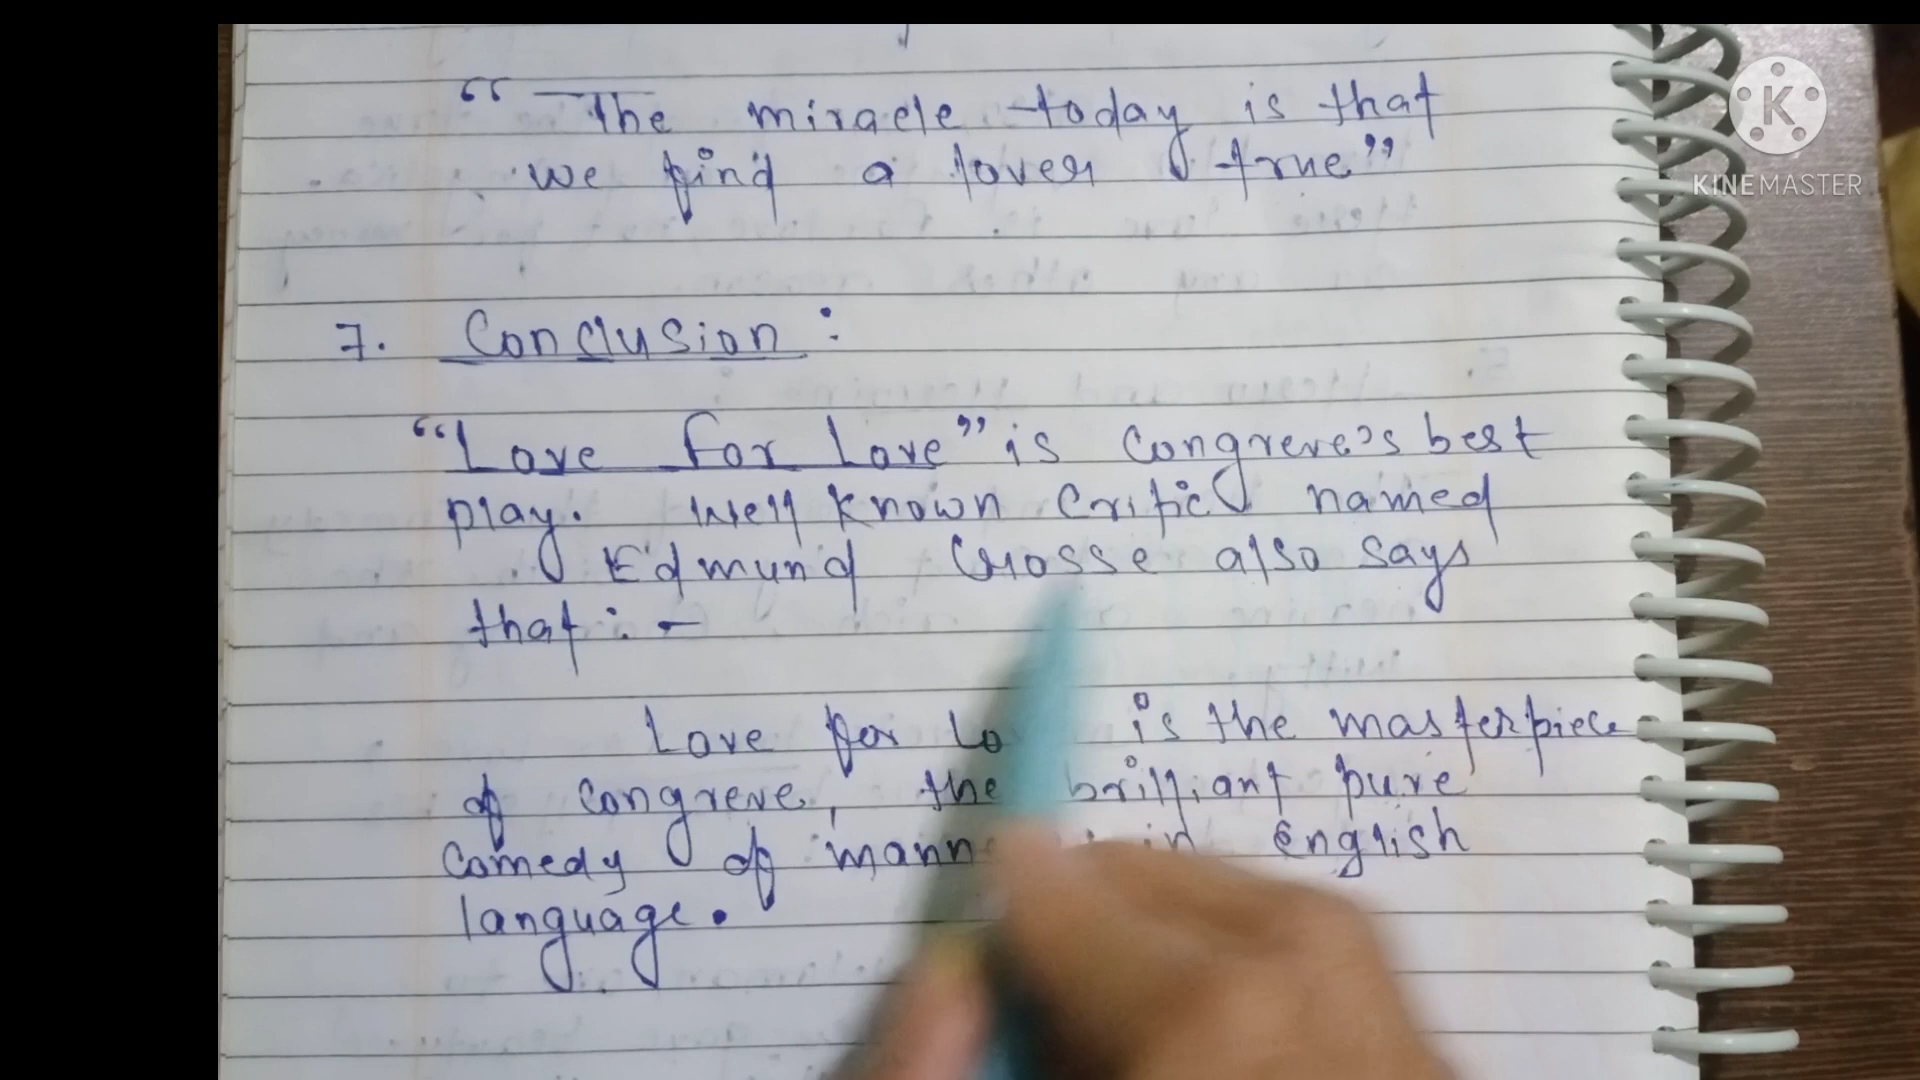 “ The miracle today is that
we find a lover true”
7. Conclusion :
“Love For Love” is Congreve's best
play. Well known Critic named
Edmund Gosse also says
that : -
Love for is the masterpiece
of Congreve, the brilliant pure
Comedy of in English
language.
K
KINEMASTER